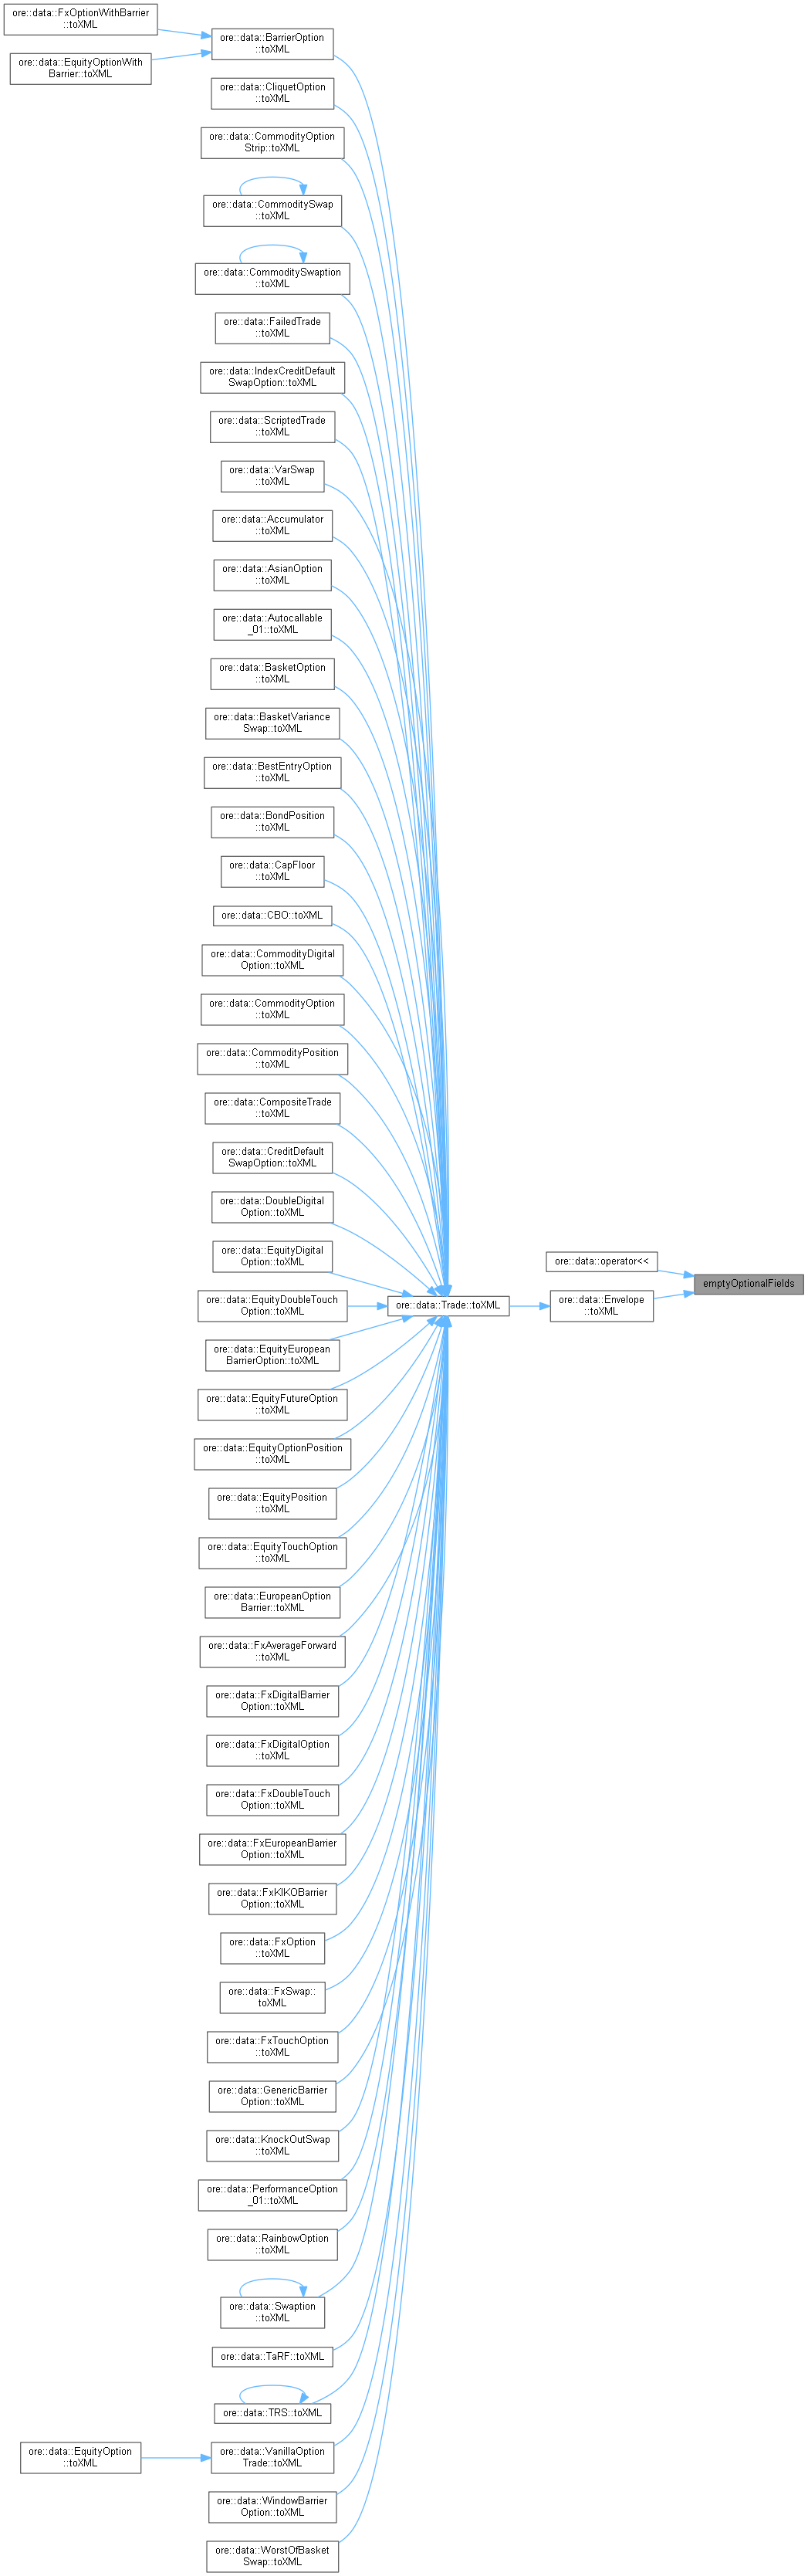 ore::data::FxOptionWithBarrier
::toXML
ore::data::EquityOptionWith
Barrier::toXML
ore::data::BarrierOption
::toXML
ore::data::CliquetOption
::toXML
ore::data::CommodityOption
Strip::toXML
ore::data::CommoditySwap
::toXML
ore::data::CommoditySwaption
::toXML
ore::data::FailedTrade
::toXML
ore::data::IndexCreditDefault
SwapOption::toXML
ore::data::ScriptedTrade
::toXML
ore::data::VarSwap
::toXML
ore::data::Accumulator
::toXML
ore::data::AsianOption
::toXML
ore::data::Autocallable
_01::toXML
ore::data::BasketOption
::toXML
ore::data::BasketVariance
Swap::toXML
ore::data::BestEntryOption
::toXML
ore::data::BondPosition
::toXML
ore::data::CapFloor
::toXML
ore::data::CBO::toXML
ore::data::CommodityDigital
Option::toXML
ore::data::CommodityOption
::toXML
ore::data::CommodityPosition
::toXML
ore::data::CompositeTrade
::toXML
ore::data::CreditDefault
SwapOption::toXML
ore::data::DoubleDigital
Option::toXML
ore::data::EquityDigital
Option::toXML
ore::data::EquityDoubleTouch
Option::toXML
ore::data::EquityEuropean
BarrierOption::toXML
ore::data::EquityFutureOption
::toXML
ore::data::EquityOptionPosition
::toXML
ore::data::EquityPosition
::toXML
ore::data::EquityTouchOption
::toXML
ore::data::EuropeanOption
Barrier::toXML
ore::data::FxAverageForward
::toXML
ore::data::FxDigitalBarrier
Option::toXML
ore::data::FxDigitalOption
::toXML
ore::data::FxDoubleTouch
Option::toXML
ore::data::FxEuropeanBarrier
Option::toXML
ore::data::FxKIKOBarrier
Option::toXML
ore::data::FxOption
::toXML
ore::data::FxSwap::
toXML
ore::data::FxTouchOption
::toXML
ore::data::GenericBarrier
Option::toXML
ore::data::KnockOutSwap
::toXML
ore::data::PerformanceOption
_01::toXML
ore::data::RainbowOption
::toXML
ore::data::Swaption
::toXML
ore::data::TaRF::toXML
ore::data::TRS::toXML
ore::data::VanillaOption
Trade::toXML
ore::data::EquityOption
::toXML
ore::data::WindowBarrier
Option::toXML
ore::data::WorstOfBasket
Swap::toXML
ore::data::Trade::toXML
ore::data::operator<<
ore::data::Envelope
::toXML
emptyOptionalFields